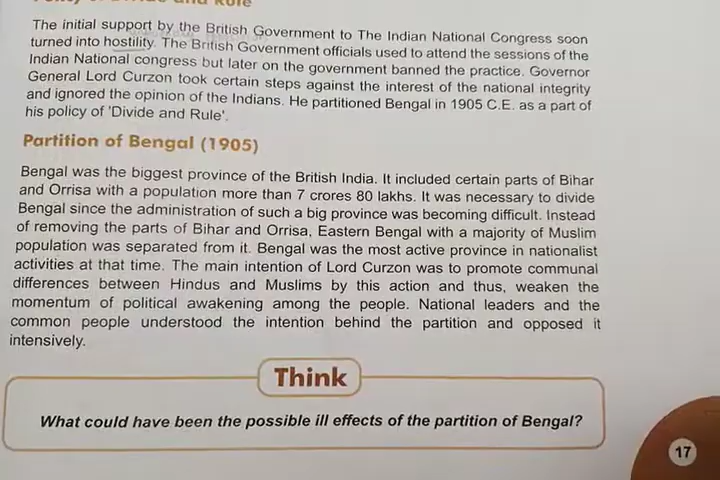 Policy of Divide and Rule
The initial support by the British Government to The Indian National Congress soon
turned into hostility. The British Government officials used to attend the sessions of the
Indian National congress but later on the government banned the practice. Governor
General Lord Curzon took certain steps against the interest of the national integrity
and ignored the opinion of the Indians. He partitioned Bengal in 1905 C.E. as a part of
his policy of 'Divide and Rule'.
Partition of Bengal (1905)
Bengal was the biggest province of the British India. It included certain parts of Bihar
and Orrisa with a population more than 7 crores 80 lakhs. It was necessary to divide
Bengal since the administration of such a big province was becoming difficult. Instead
of removing the parts of Bihar and Orrisa, Eastern Bengal with a majority of Muslim
population was separated from it. Bengal was the most active province in nationalist
activities at that time. The main intention of Lord Curzon was to promote communal
differences between Hindus and Muslims by this action and thus, weaken the
momentum of political awakening among the people. National leaders and the
common people understood the intention behind the partition and opposed it
intensively.
Think
What could have been the possible ill effects of the partition of Bengal?
17